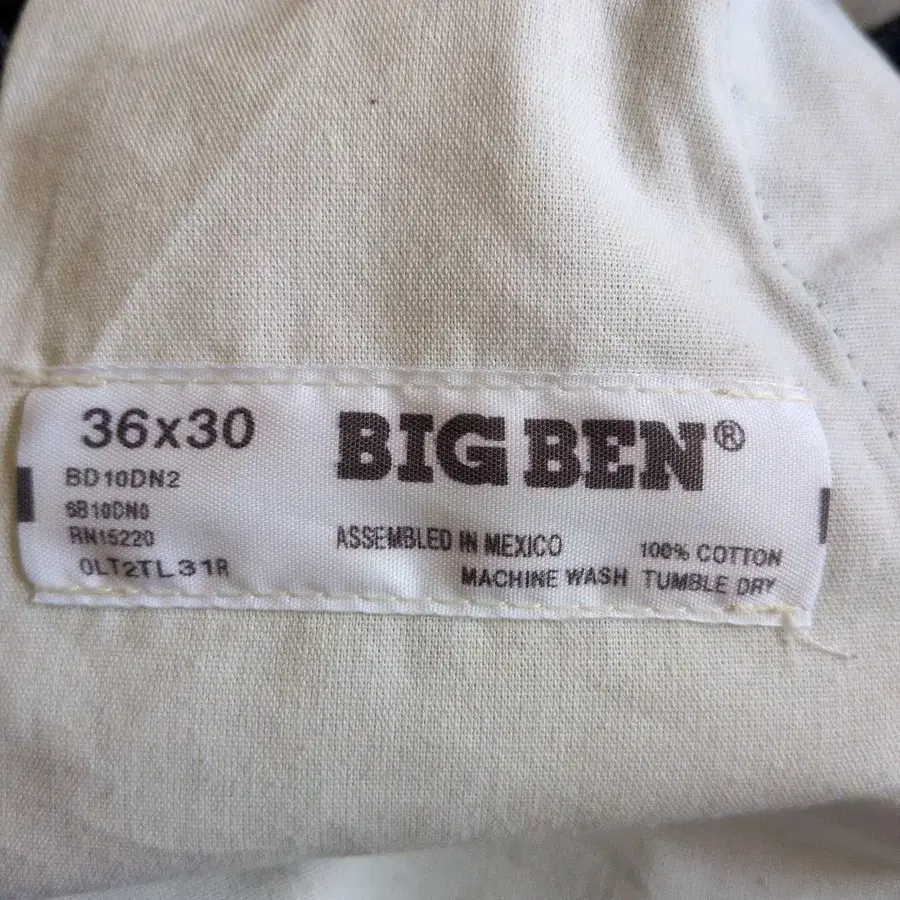 36x30
BIG BEN®
BD10DN2
6B10DN0
RN15220
0LT2TL31R
ASSEMBLED IN MEXICO
100% COTTON
MACHINE WASH TUMBLE DRY